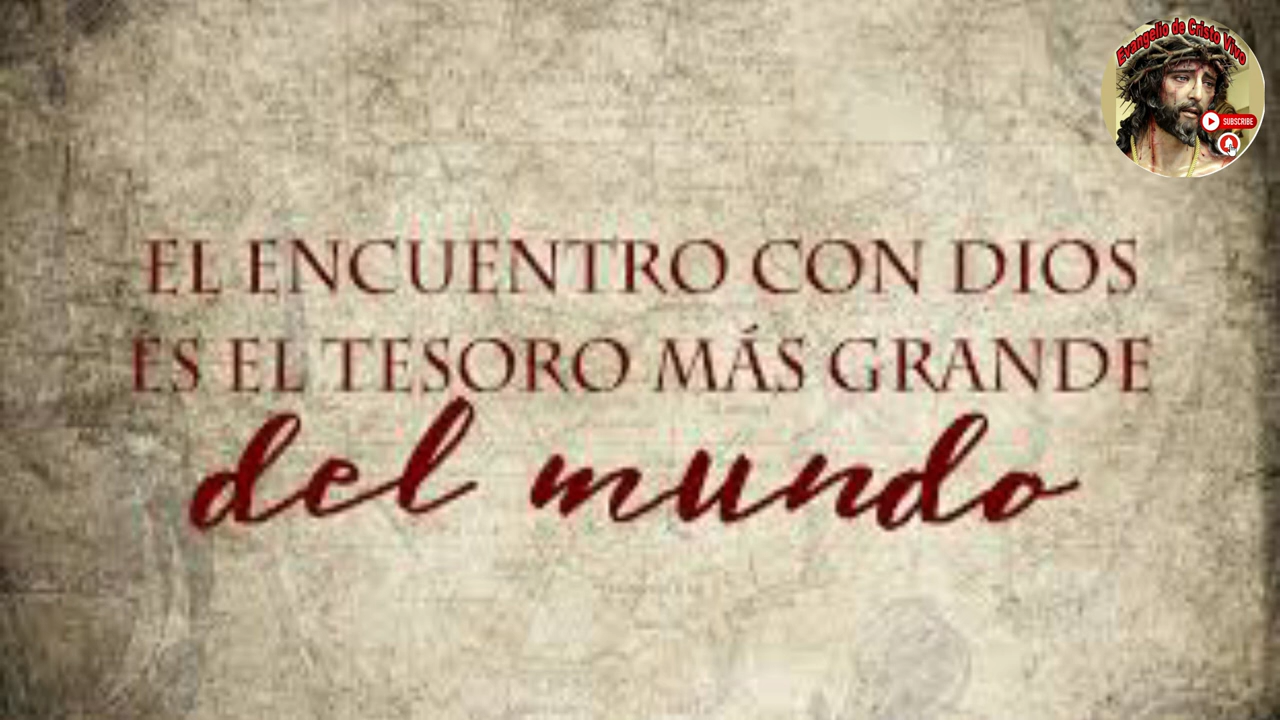 Evangelio de Cristo Vivo
SUBSCRIBE
EL ENCUENTRO CON DIOS
ES EL TESORO MÁS GRANDE
del mundo